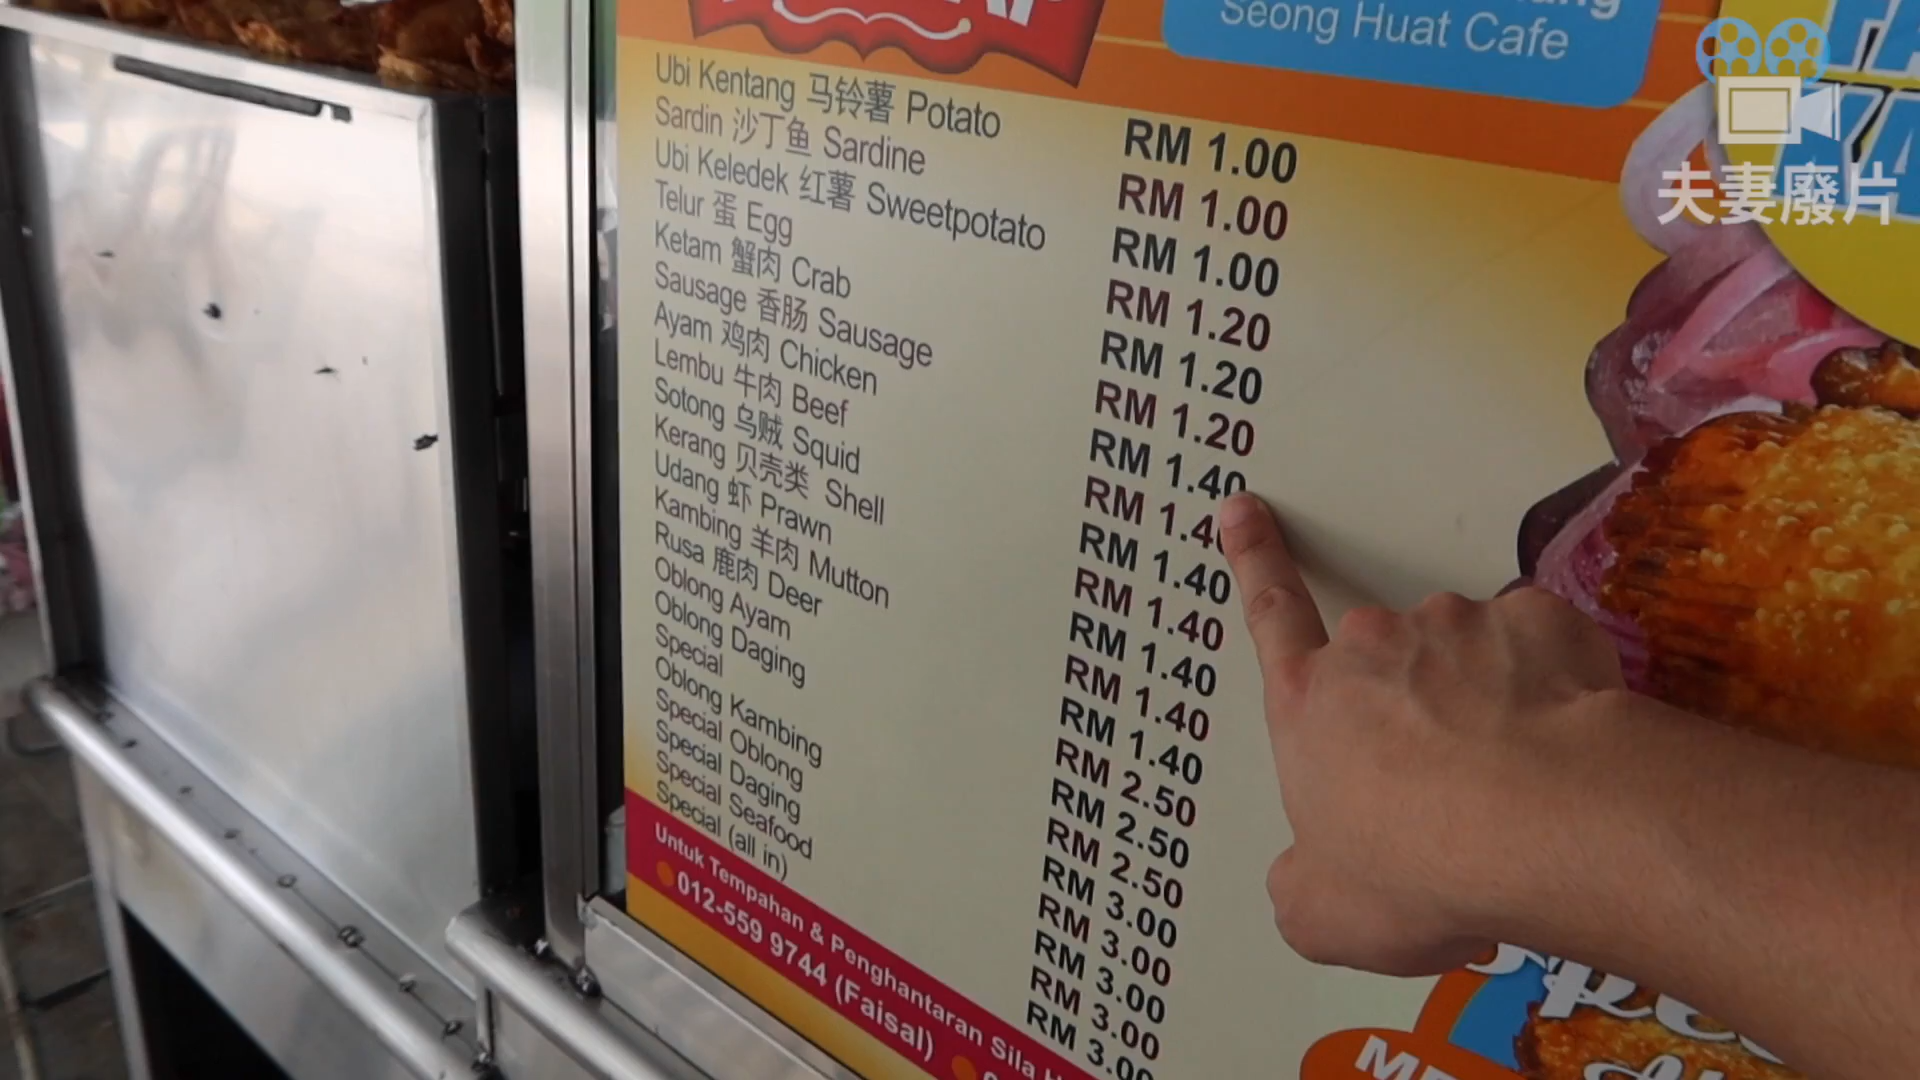 Seong Huat Cafe
夫妻廢片
Ubi Kentang 马铃薯 Potato RM 1.00
Sardin 沙丁鱼 Sardine RM 1.00
Ubi Keledek 红薯 Sweetpotato RM 1.00
Telur 蛋 Egg RM 1.20
Ketam 蟹肉 Crab RM 1.20
Sausage 香肠 Sausage RM 1.20
Ayam 鸡肉 Chicken RM 1.40
Lembu 牛肉 Beef RM 1.40
Sotong 乌贼 Squid RM 1.40
Kerang 贝壳类 Shell RM 1.40
Udang 虾 Prawn RM 1.40
Kambing 羊肉 Mutton RM 1.40
Rusa 鹿肉 Deer RM 1.40
Oblong Ayam RM 2.50
Oblong Daging RM 2.50
Special RM 2.50
Oblong Kambing RM 3.00
Special Oblong RM 3.00
Special Daging RM 3.00
Special Seafood RM 3.00
Special (all in) RM 3.00
Untuk Tempahan & Penghantaran Sila
012-559 9744 (Faisal)